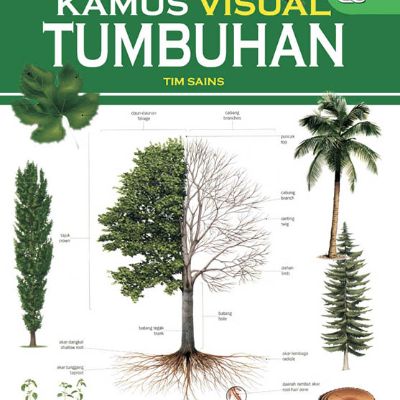 KAMUS VISUAL
TUMBUHAN
TIM SAINS
daun-daunan
foliage
cabang
branches
puncak
top
tajuk
crown
cabang
branch
ranting
twig
dahan
limb
batang
bole
batang tegak
trunk
akar dangkal
shallow root
akar tunggang
taproot
akar lembaga
radicle
daerah rambut akar
root-hair zone